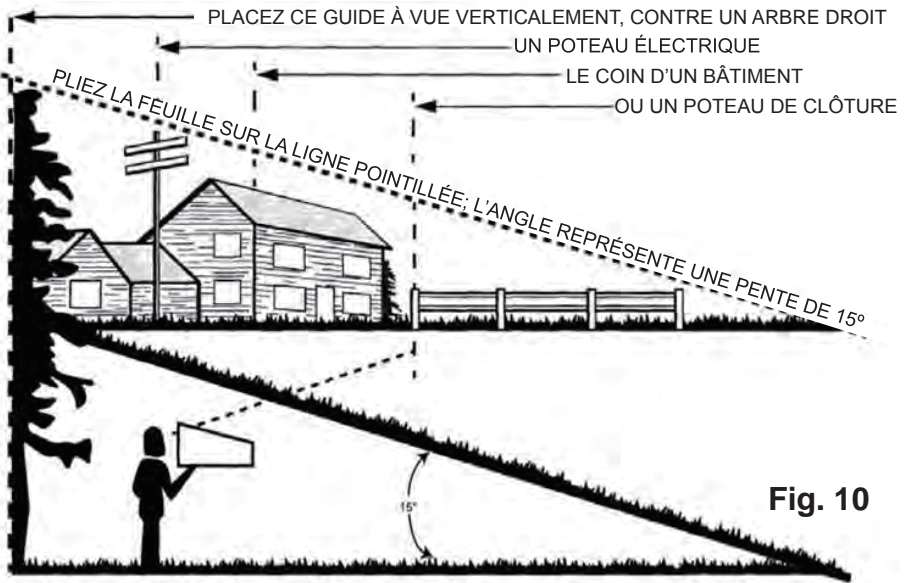 PLACEZ CE GUIDE À VUE VERTICALEMENT, CONTRE UN ARBRE DROIT
UN POTEAU ÉLECTRIQUE
LE COIN D'UN BÂTIMENT
OU UN POTEAU DE CLÔTURE
PLIEZ LA FEUILLE SUR LA LIGNE POINTILLÉE; L'ANGLE REPRÉSENTE UNE PENTE DE 15º
15°
Fig. 10